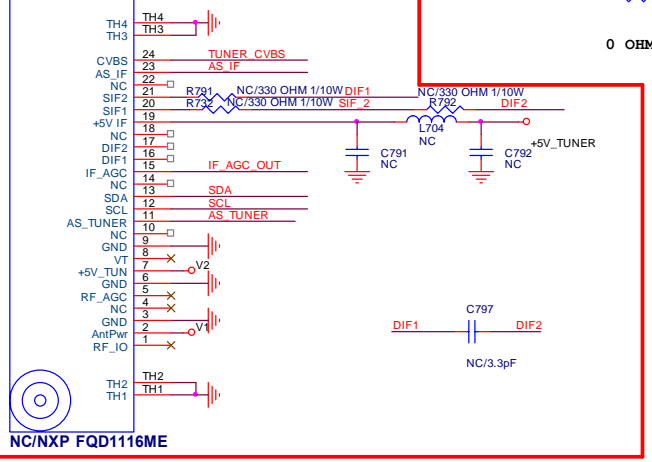 TH4 TH4
TH3 TH3
0 OHM
CVBS 24 TUNER_CVBS
AS_IF 23 AS_IF
NC 22
SIF2 21 R791 NC/330 OHM 1/10W DIF1 NC/330 OHM 1/10W
SIF1 20 R732 NC/330 OHM 1/10W SIF_2 R792 DIF2
+5V IF 19
NC 18 L704 NC +5V_TUNER
DIF2 17
DIF1 16 C791 NC C792 NC
IF_AGC 15 IF_AGC_OUT
NC 14
SDA 13 SDA
SCL 12 SCL
AS_TUNER 11 AS_TUNER
NC 10
GND 9
VT 8
+5V_TUN 7 V2
GND 6
RF_AGC 5
NC 4
GND 3
AntPwr 2 V1
RF_IO 1
C797
DIF1 DIF2
NC/3.3pF
TH2 TH2
TH1 TH1
NC/NXP FQD1116ME